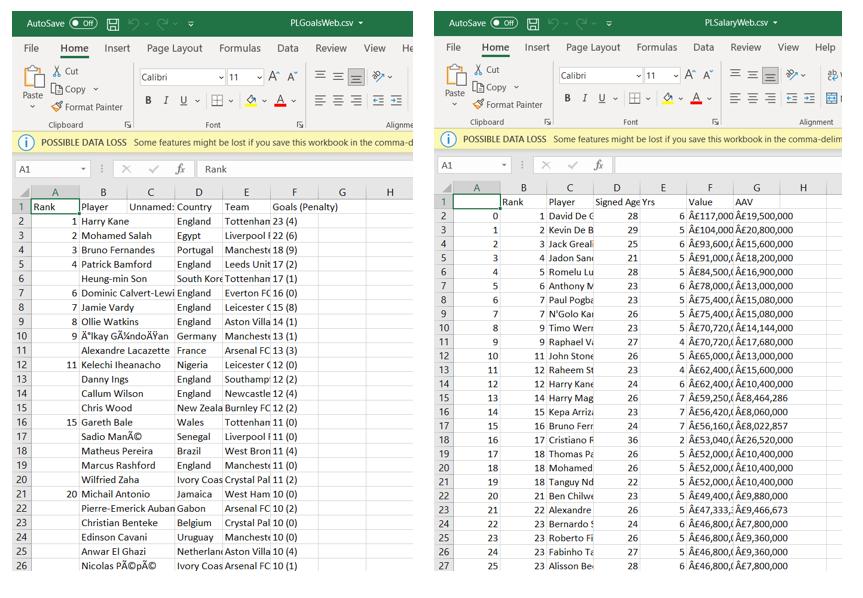 AutoSave Off PLGoalsWeb.csv
File Home Insert Page Layout Formulas Data Review View He
Paste Cut Copy Format Painter Calibri 11 A A B I U A
Clipboard Font Alignme
POSSIBLE DATA LOSS Some features might be lost if you save this workbook in the comma-d
A1 fx Rank
A B C D E F G H
1 Rank Player Unnamed: Country Team Goals (Penalty)
2 1 Harry Kane England Tottenham 23 (4)
3 2 Mohamed Salah Egypt Liverpool F 22 (6)
4 3 Bruno Fernandes Portugal Mancheste 18 (9)
5 4 Patrick Bamford England Leeds Unit 17 (2)
6 Heung-min Son South Kore Tottenham 17 (1)
7 6 Dominic Calvert-Lewi England Everton FC 16 (0)
8 7 Jamie Vardy England Leicester C 15 (8)
9 8 Ollie Watkins England Aston Villa 14 (1)
10 9 Ä°lkay GÃ¼ndoÄŸan Germany Mancheste 13 (1)
11 Alexandre Lacazette France Arsenal FC 13 (3)
12 11 Kelechi Iheanacho Nigeria Leicester C 12 (0)
13 Danny Ings England Southamp 12 (2)
14 Callum Wilson England Newcastle 12 (4)
15 Chris Wood New Zeala Burnley FC 12 (2)
16 15 Gareth Bale Wales Tottenham 11 (0)
17 Sadio ManÃ© Senegal Liverpool F 11 (0)
18 Matheus Pereira Brazil West Bron 11 (4)
19 Marcus Rashford England Mancheste 11 (0)
20 Wilfried Zaha Ivory Coas Crystal Pal 11 (2)
21 20 Michail Antonio Jamaica West Ham 10 (0)
22 Pierre-Emerick Auban Gabon Arsenal FC 10 (2)
23 Christian Benteke Belgium Crystal Pal 10 (0)
24 Edinson Cavani Uruguay Mancheste 10 (0)
25 Anwar El Ghazi Netherlan Aston Villa 10 (4)
26 Nicolas PÃ©pÃ© Ivory Coas Arsenal FC 10 (1)
AutoSave Off PLSalaryWeb.csv
File Home Insert Page Layout Formulas Data Review View Help
Paste Cut Copy Format Painter Calibri 11 A A B I U A
Clipboard Font Alignment
POSSIBLE DATA LOSS Some features might be lost if you save this workbook in the comma-delim
A1 fx
A B C D E F G H
1 Rank Player Signed Age Yrs Value AAV
2 0 1 David De G 28 6 Â£117,000 Â£19,500,000
3 1 2 Kevin De B 29 5 Â£104,000 Â£20,800,000
4 2 3 Jack Greali 25 6 Â£93,600,( Â£15,600,000
5 3 4 Jadon Sanc 21 5 Â£91,000,( Â£18,200,000
6 4 5 Romelu Lu 28 5 Â£84,500,( Â£16,900,000
7 5 6 Anthony M 23 6 Â£78,000,( Â£13,000,000
8 6 7 Paul Pogba 23 5 Â£75,400,( Â£15,080,000
9 7 7 N'Golo Kan 26 5 Â£75,400,( Â£15,080,000
10 8 9 Timo Wern 23 5 Â£70,720,( Â£14,144,000
11 9 9 Raphael Va 27 4 Â£70,720,( Â£17,680,000
12 10 11 John Stone 26 5 Â£65,000,( Â£13,000,000
13 11 12 Raheem St 23 4 Â£62,400,( Â£15,600,000
14 12 12 Harry Kane 24 6 Â£62,400,( Â£10,400,000
15 13 14 Harry Mag 26 7 Â£59,250,( Â£8,464,286
16 14 15 Kepa Arriza 23 7 Â£56,420,( Â£8,060,000
17 15 16 Bruno Fern 24 7 Â£56,160,( Â£8,022,857
18 16 17 Cristiano R 36 2 Â£53,040,( Â£26,520,000
19 17 18 Thomas Pa 26 5 Â£52,000,( Â£10,400,000
20 18 18 Mohamed 26 5 Â£52,000,( Â£10,400,000
21 19 18 Tanguy Nd 22 5 Â£52,000,( Â£10,400,000
22 20 21 Ben Chilwe 23 5 Â£49,400,( Â£9,880,000
23 21 22 Alexandre 26 5 Â£47,333, Â£9,466,673
24 22 23 Bernardo S 24 6 Â£46,800,( Â£7,800,000
25 23 23 Roberto Fi 26 5 Â£46,800,( Â£9,360,000
26 24 23 Fabinho Ta 27 5 Â£46,800,( Â£9,360,000
27 25 23 Alisson Be 28 6 Â£46,800,( Â£7,800,000